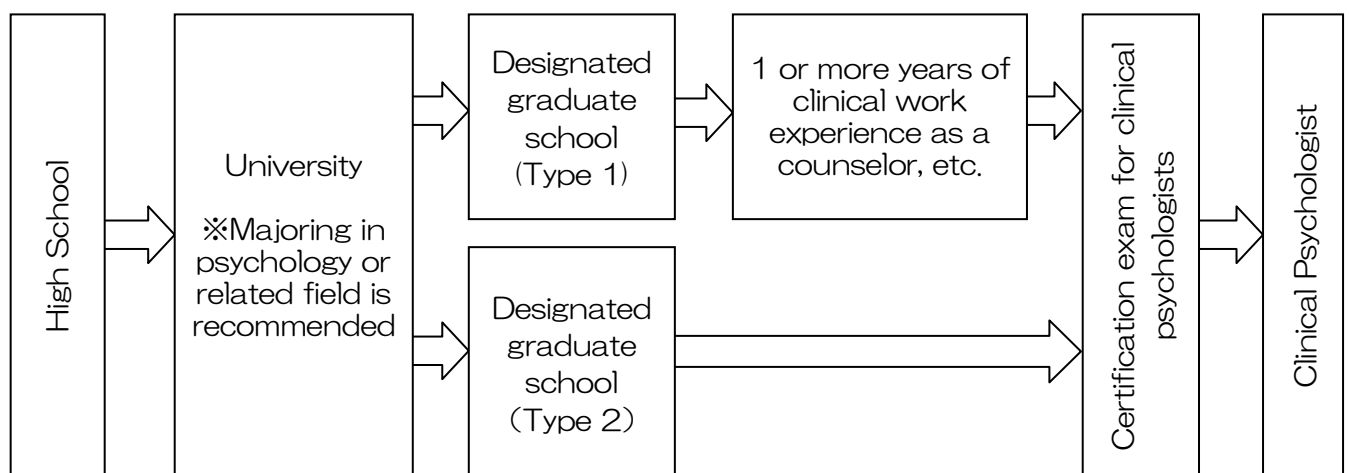 High School
University
※Majoring in
psychology or
related field is
recommended
Designated
graduate
school
(Type 1)
1 or more years of
clinical work
experience as a
counselor, etc.
Designated
graduate
school
（Type 2）
Certification exam for clinical
psychologists
Clinical Psychologist